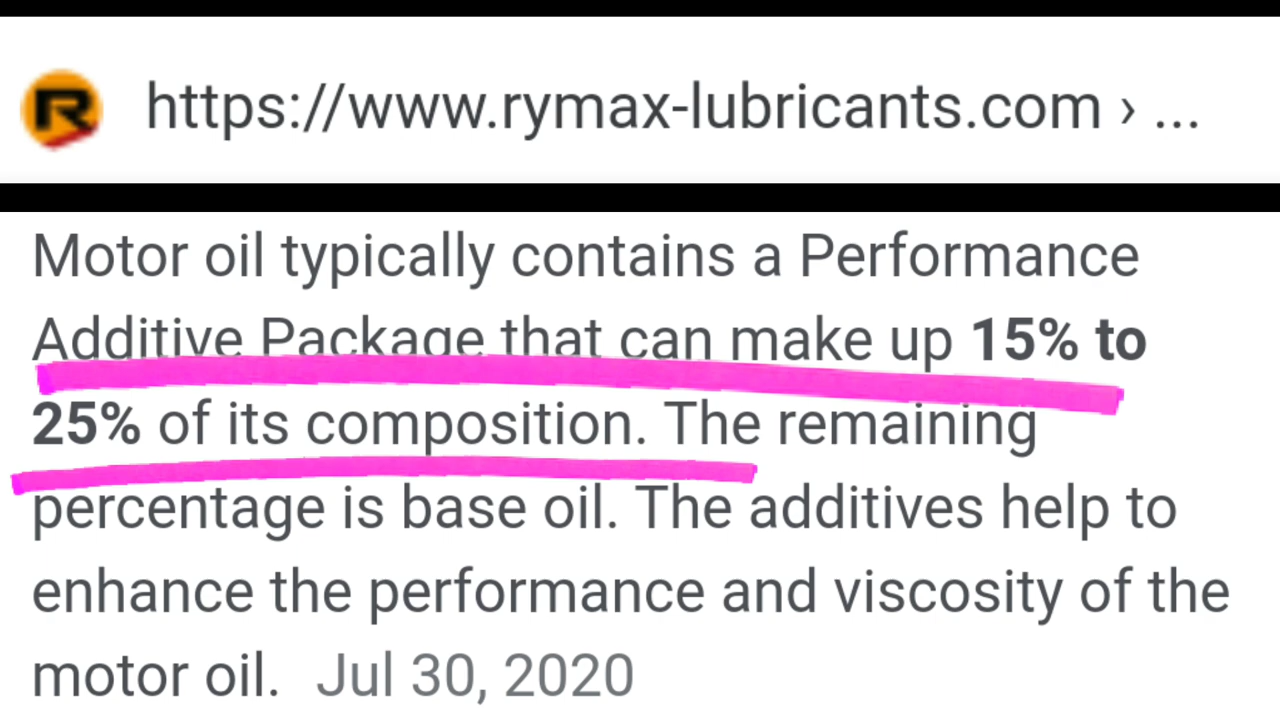 R
https://www.rymax-lubricants.com › ...
Motor oil typically contains a Performance
Additive Package that can make up 15% to
25% of its composition. The remaining
percentage is base oil. The additives help to
enhance the performance and viscosity of the
motor oil. Jul 30, 2020